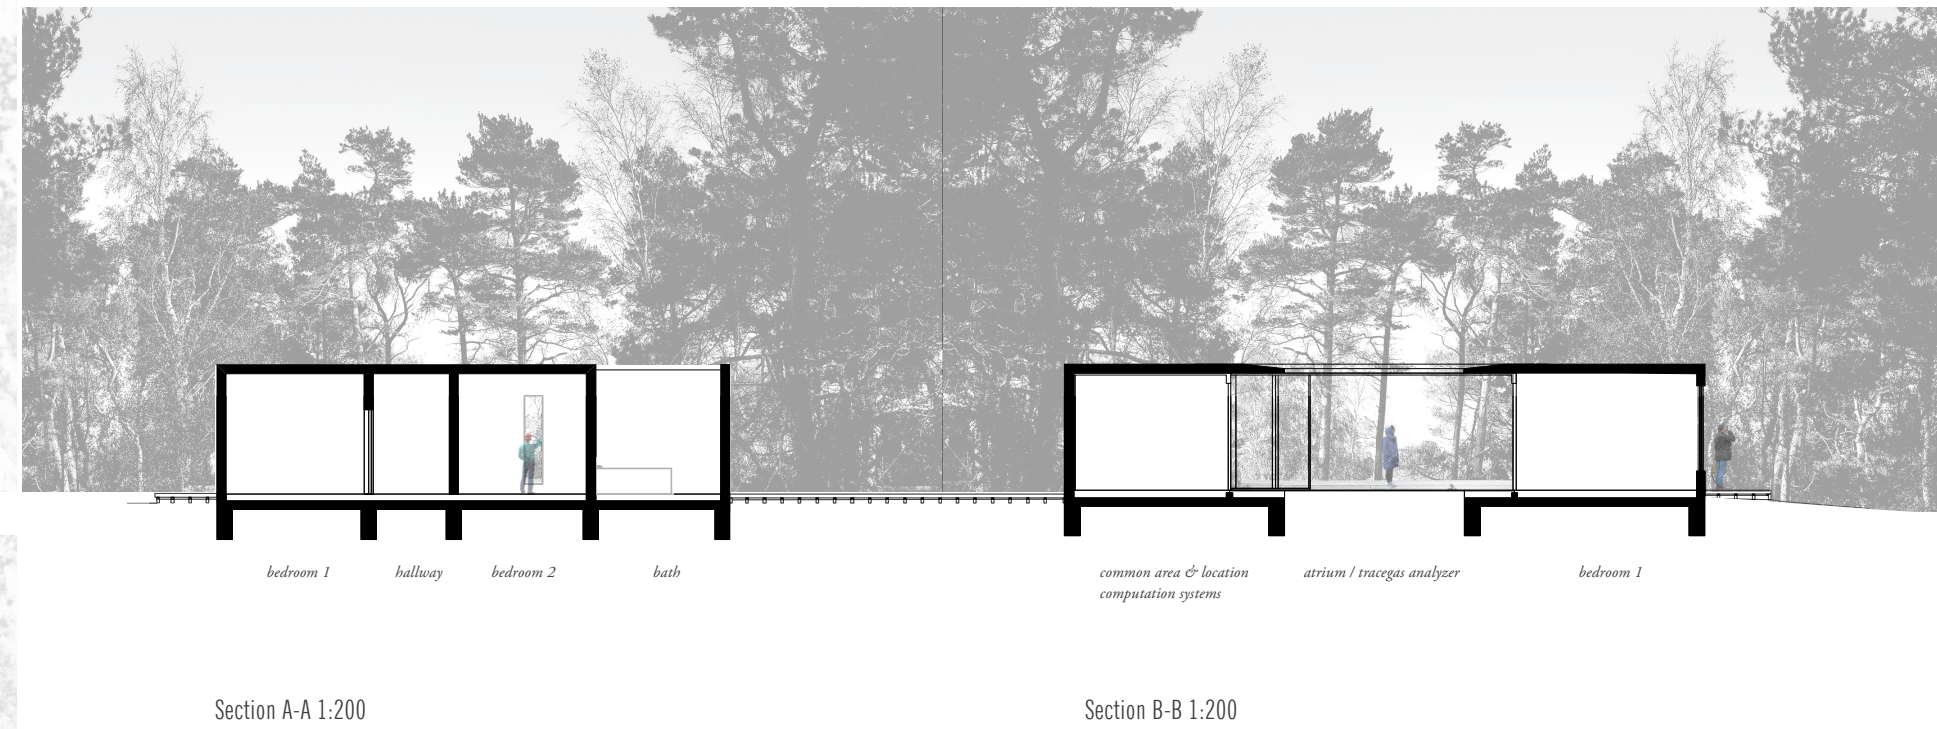 bedroom 1
hallway
bedroom 2
bath
common area & location
computation systems
atrium / tracegas analyzer
bedroom 1
Section A-A 1:200
Section B-B 1:200